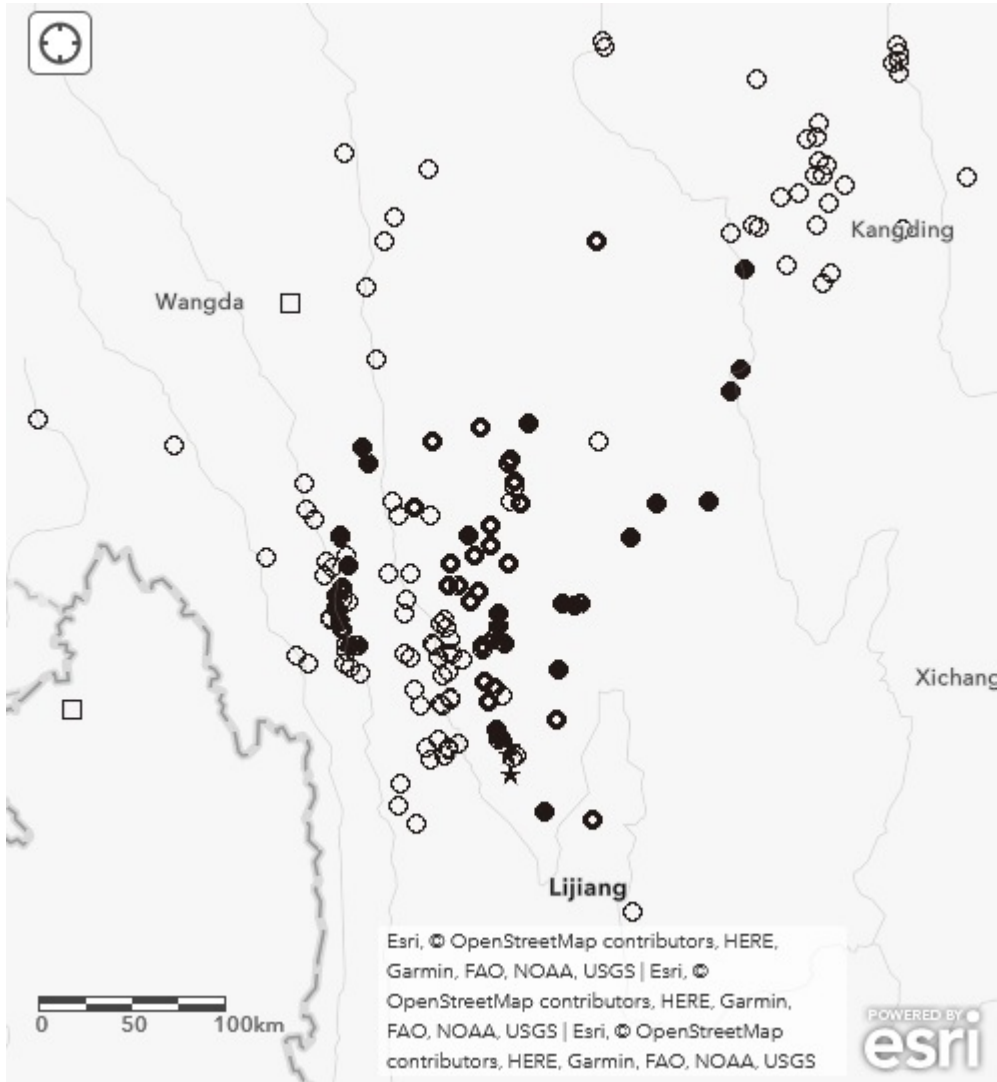 Kangding
Wangda
Xichang
Lijiang
Esri, © OpenStreetMap contributors, HERE,
Garmin, FAO, NOAA, USGS | Esri, ©
OpenStreetMap contributors, HERE, Garmin,
FAO, NOAA, USGS | Esri, © OpenStreetMap
contributors, HERE, Garmin, FAO, NOAA, USGS
0 50 100km
POWERED BY
esri